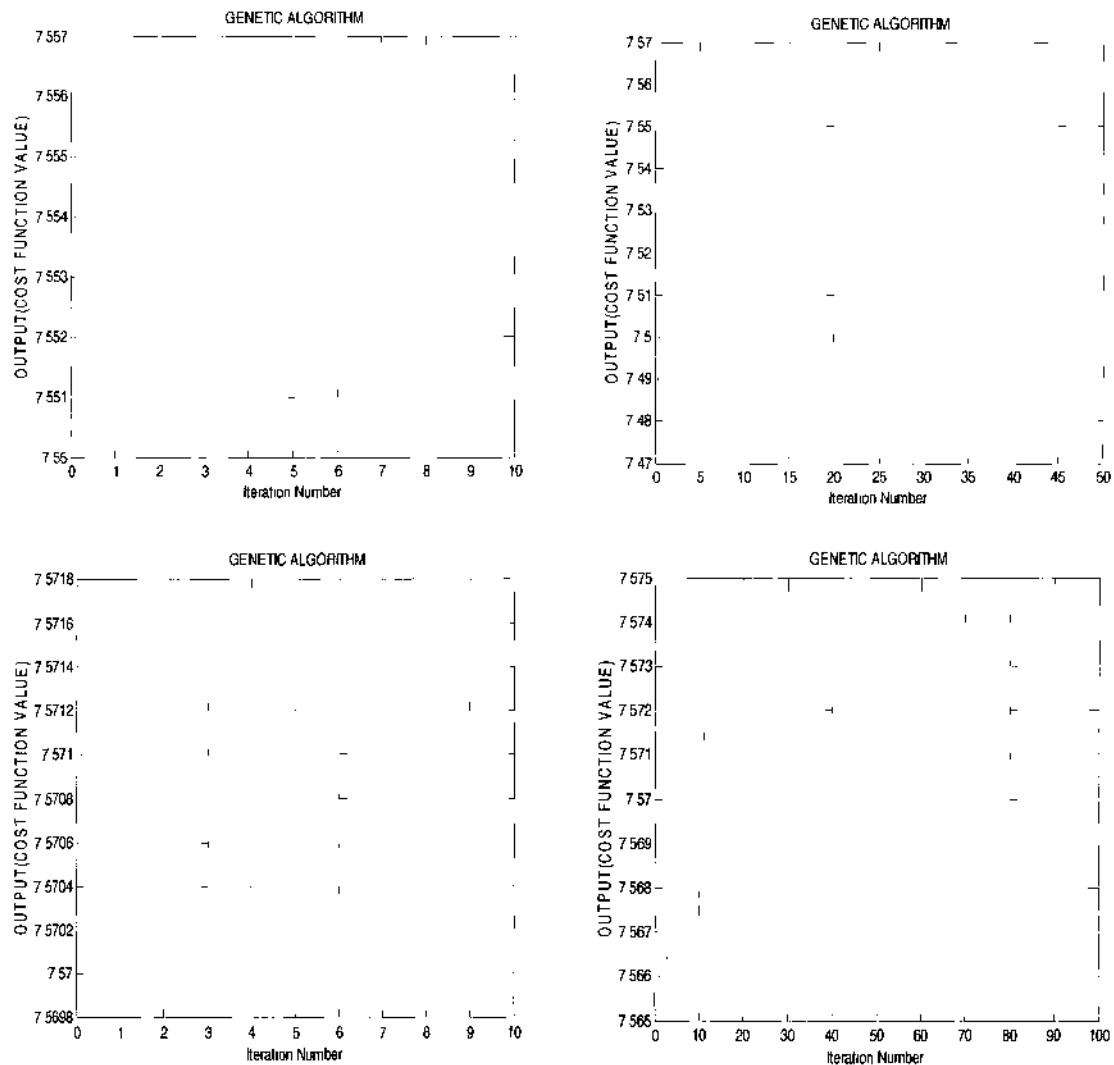 GENETIC ALGORITHM
OUTPUT(COST FUNCTION VALUE)
7 557
7 556
7 555
7 554
7 553
7 552
7 551
7 55
0 1 2 3 4 5 6 7 8 9 10
Iteration Number
GENETIC ALGORITHM
OUTPUT(COST FUNCTION VALUE)
7 57
7 56
7 55
7 54
7 53
7 52
7 51
7 5
7 49
7 48
7 47
0 5 10 15 20 25 30 35 40 45 50
Iteration Number
GENETIC ALGORITHM
OUTPUT(COST FUNCTION VALUE)
7 5718
7 5716
7 5714
7 5712
7 571
7 5708
7 5706
7 5704
7 5702
7 57
7 5698
0 1 2 3 4 5 6 7 8 9 10
Iteration Number
GENETIC ALGORITHM
OUTPUT(COST FUNCTION VALUE)
7 575
7 574
7 573
7 572
7 571
7 57
7 569
7 568
7 567
7 566
7 565
0 10 20 30 40 50 60 70 80 90 100
Iteration Number